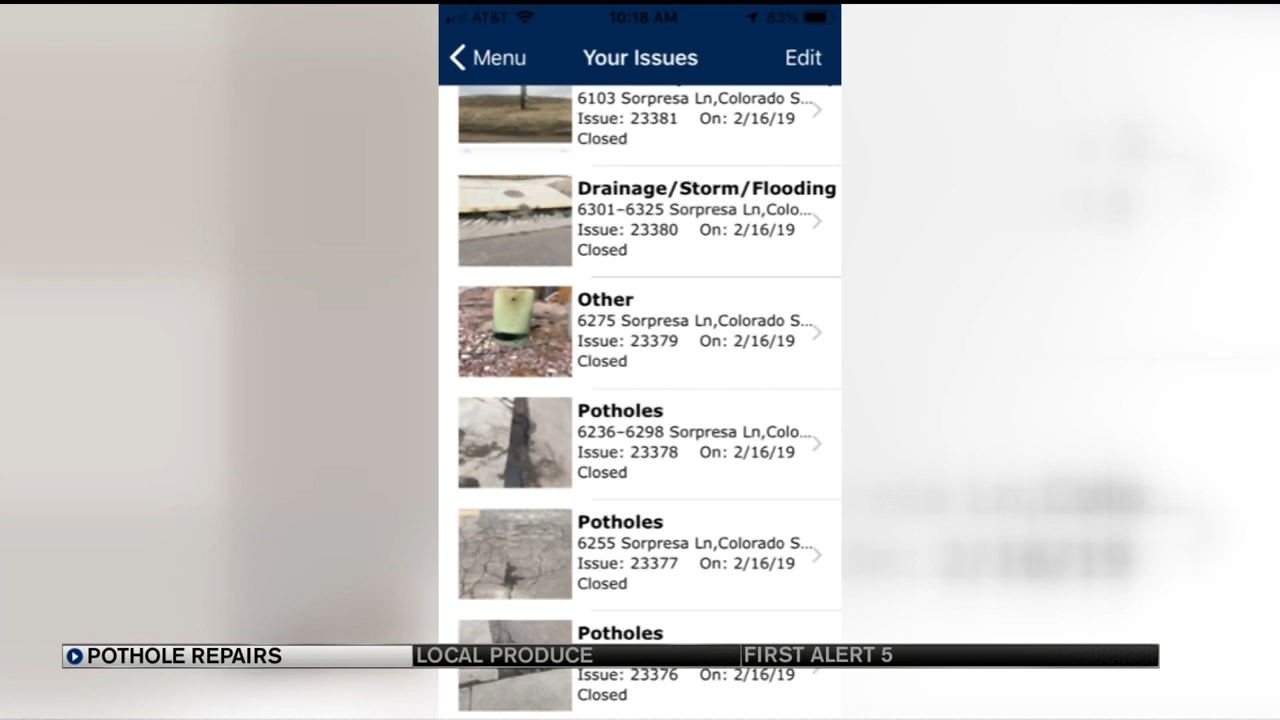 AT&T
10:18 AM
83%
Menu
Your Issues
Edit
6103 Sorpresa Ln,Colorado S...
Issue: 23381 On: 2/16/19
Closed
Drainage/Storm/Flooding
6301-6325 Sorpresa Ln,Colo...
Issue: 23380 On: 2/16/19
Closed
Other
6275 Sorpresa Ln,Colorado S...
Issue: 23379 On: 2/16/19
Closed
Potholes
6236-6298 Sorpresa Ln,Colo...
Issue: 23378 On: 2/16/19
Closed
Potholes
6255 Sorpresa Ln,Colorado S...
Issue: 23377 On: 2/16/19
Closed
Potholes
POTHOLE REPAIRS
LOCAL PRODUCE
FIRST ALERT 5
Issue: 23376 On: 2/16/19
Closed